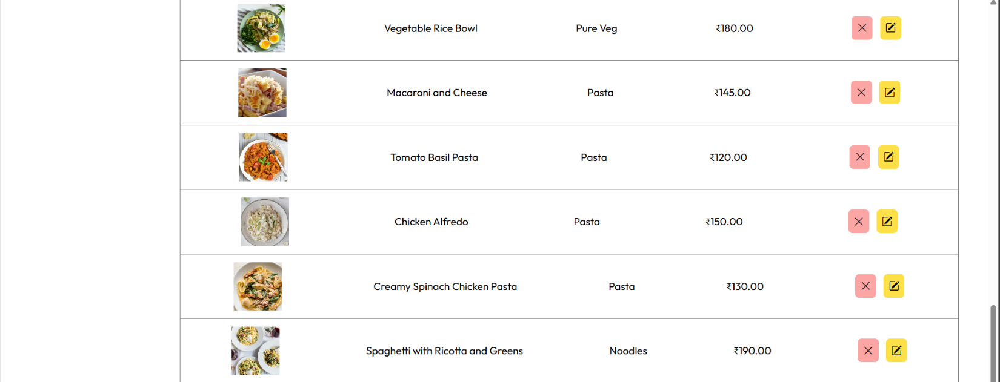 Vegetable Rice Bowl Pure Veg ₹180.00
Macaroni and Cheese Pasta ₹145.00
Tomato Basil Pasta Pasta ₹120.00
Chicken Alfredo Pasta ₹150.00
Creamy Spinach Chicken Pasta Pasta ₹130.00
Spaghetti with Ricotta and Greens Noodles ₹190.00